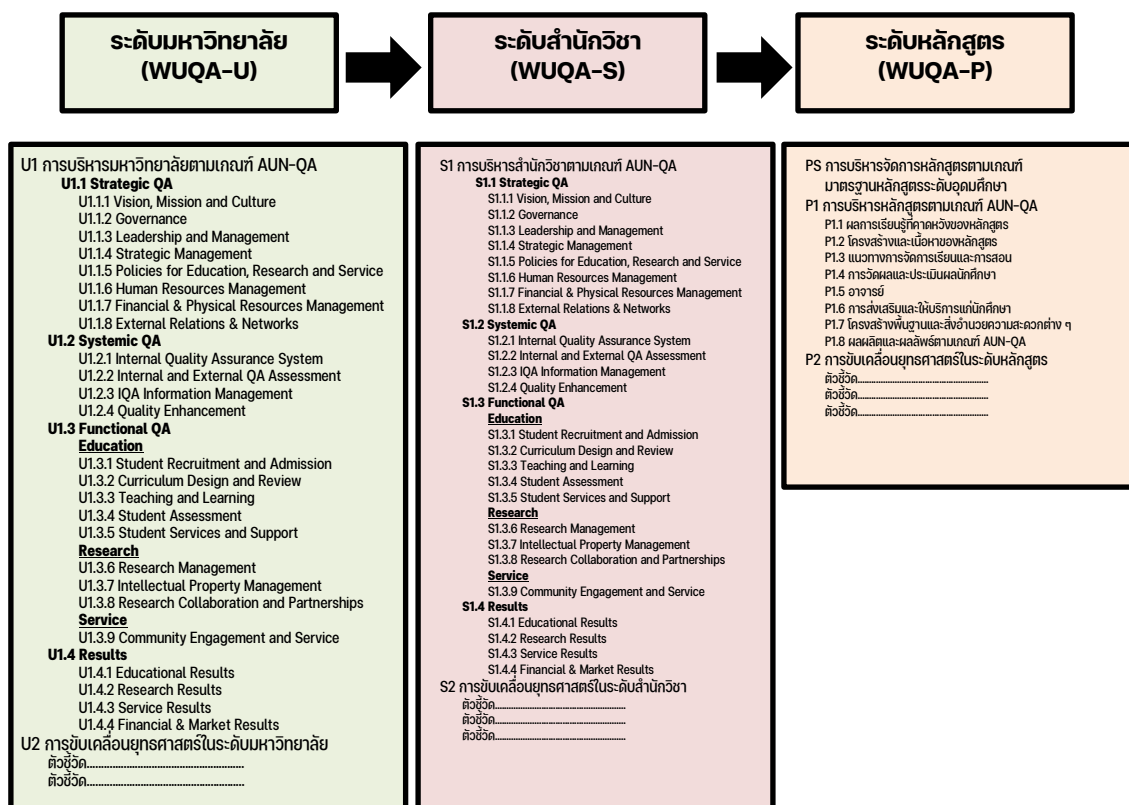 ระดับมหาวิทยาลัย
(WUQA-U)
ระดับสำนักวิชา
(WUQA-S)
ระดับหลักสูตร
(WUQA-P)
U1 การบริหารมหาวิทยาลัยตามเกณฑ์ AUN-QA
U1.1 Strategic QA
U1.1.1 Vision, Mission and Culture
U1.1.2 Governance
U1.1.3 Leadership and Management
U1.1.4 Strategic Management
U1.1.5 Policies for Education, Research and Service
U1.1.6 Human Resources Management
U1.1.7 Financial & Physical Resources Management
U1.1.8 External Relations & Networks
U1.2 Systemic QA
U1.2.1 Internal Quality Assurance System
U1.2.2 Internal and External QA Assessment
U1.2.3 IQA Information Management
U1.2.4 Quality Enhancement
U1.3 Functional QA
Education
U1.3.1 Student Recruitment and Admission
U1.3.2 Curriculum Design and Review
U1.3.3 Teaching and Learning
U1.3.4 Student Assessment
U1.3.5 Student Services and Support
Research
U1.3.6 Research Management
U1.3.7 Intellectual Property Management
U1.3.8 Research Collaboration and Partnerships
Service
U1.3.9 Community Engagement and Service
U1.4 Results
U1.4.1 Educational Results
U1.4.2 Research Results
U1.4.3 Service Results
U1.4.4 Financial & Market Results
U2 การขับเคลื่อนยุทธศาสตร์ในระดับมหาวิทยาลัย
ตัวชี้วัด.......................................................
ตัวชี้วัด.......................................................
S1 การบริหารสำนักวิชาตามเกณฑ์ AUN-QA
S1.1 Strategic QA
S1.1.1 Vision, Mission and Culture
S1.1.2 Governance
S1.1.3 Leadership and Management
S1.1.4 Strategic Management
S1.1.5 Policies for Education, Research and Service
S1.1.6 Human Resources Management
S1.1.7 Financial & Physical Resources Management
S1.1.8 External Relations & Networks
S1.2 Systemic QA
S1.2.1 Internal Quality Assurance System
S1.2.2 Internal and External QA Assessment
S1.2.3 IQA Information Management
S1.2.4 Quality Enhancement
S1.3 Functional QA
Education
S1.3.1 Student Recruitment and Admission
S1.3.2 Curriculum Design and Review
S1.3.3 Teaching and Learning
S1.3.4 Student Assessment
S1.3.5 Student Services and Support
Research
S1.3.6 Research Management
S1.3.7 Intellectual Property Management
S1.3.8 Research Collaboration and Partnerships
Service
S1.3.9 Community Engagement and Service
S1.4 Results
S1.4.1 Educational Results
S1.4.2 Research Results
S1.4.3 Service Results
S1.4.4 Financial & Market Results
S2 การขับเคลื่อนยุทธศาสตร์ในระดับสำนักวิชา
ตัวชี้วัด.......................................................
ตัวชี้วัด.......................................................
ตัวชี้วัด.......................................................
PS การบริหารจัดการหลักสูตรตามเกณฑ์
มาตรฐานหลักสูตรระดับอุดมศึกษา
P1 การบริหารหลักสูตรตามเกณฑ์ AUN-QA
P1.1 ผลการเรียนรู้ที่คาดหวังของหลักสูตร
P1.2 โครงสร้างและเนื้อหาของหลักสูตร
P1.3 แนวทางการจัดการเรียนและการสอน
P1.4 การวัดผลและประเมินผลนักศึกษา
P1.5 อาจารย์
P1.6 การส่งเสริมและให้บริการแก่นักศึกษา
P1.7 โครงสร้างพื้นฐานและสิ่งอำนวยความสะดวกต่าง ๆ
P1.8 ผลผลิตและผลลัพธ์ตามเกณฑ์ AUN-QA
P2 การขับเคลื่อนยุทธศาสตร์ในระดับหลักสูตร
ตัวชี้วัด.......................................................
ตัวชี้วัด.......................................................
ตัวชี้วัด.......................................................